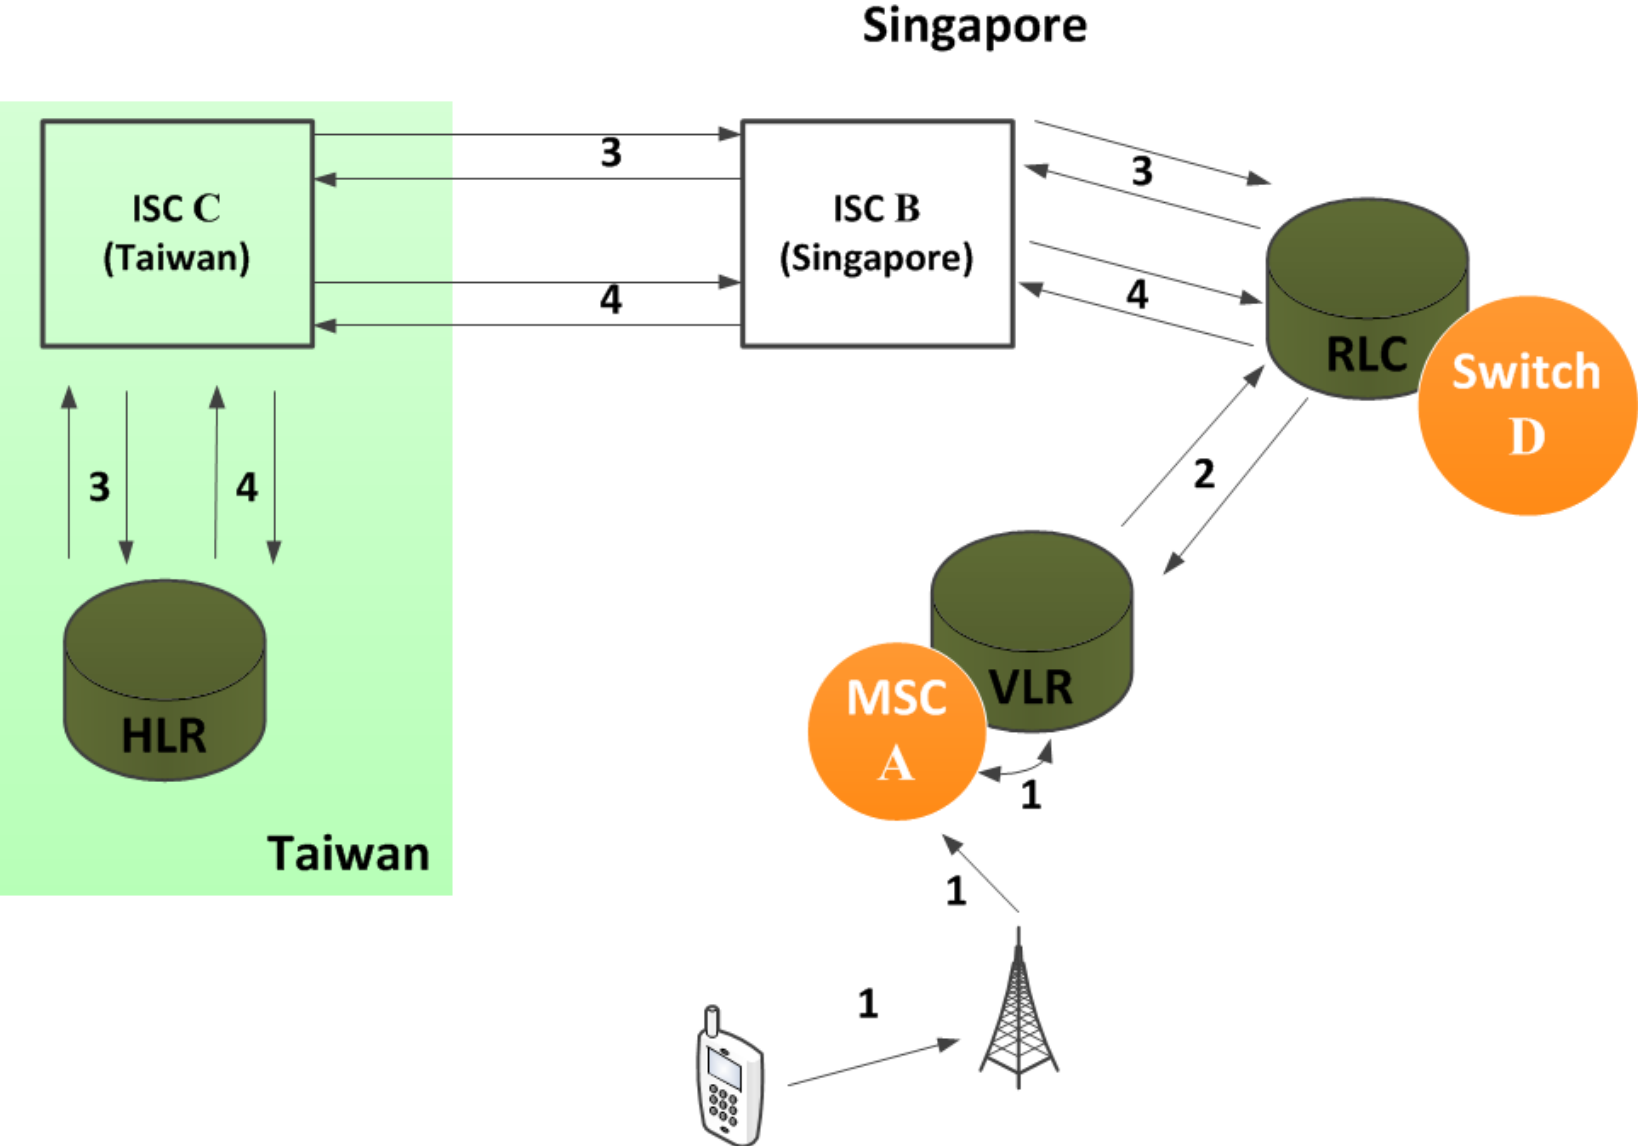 Singapore
ISC C
(Taiwan)
3
4
ISC B
(Singapore)
3
4
RLC
Switch
D
3
4
2
HLR
VLR
MSC
A
1
Taiwan
1
1